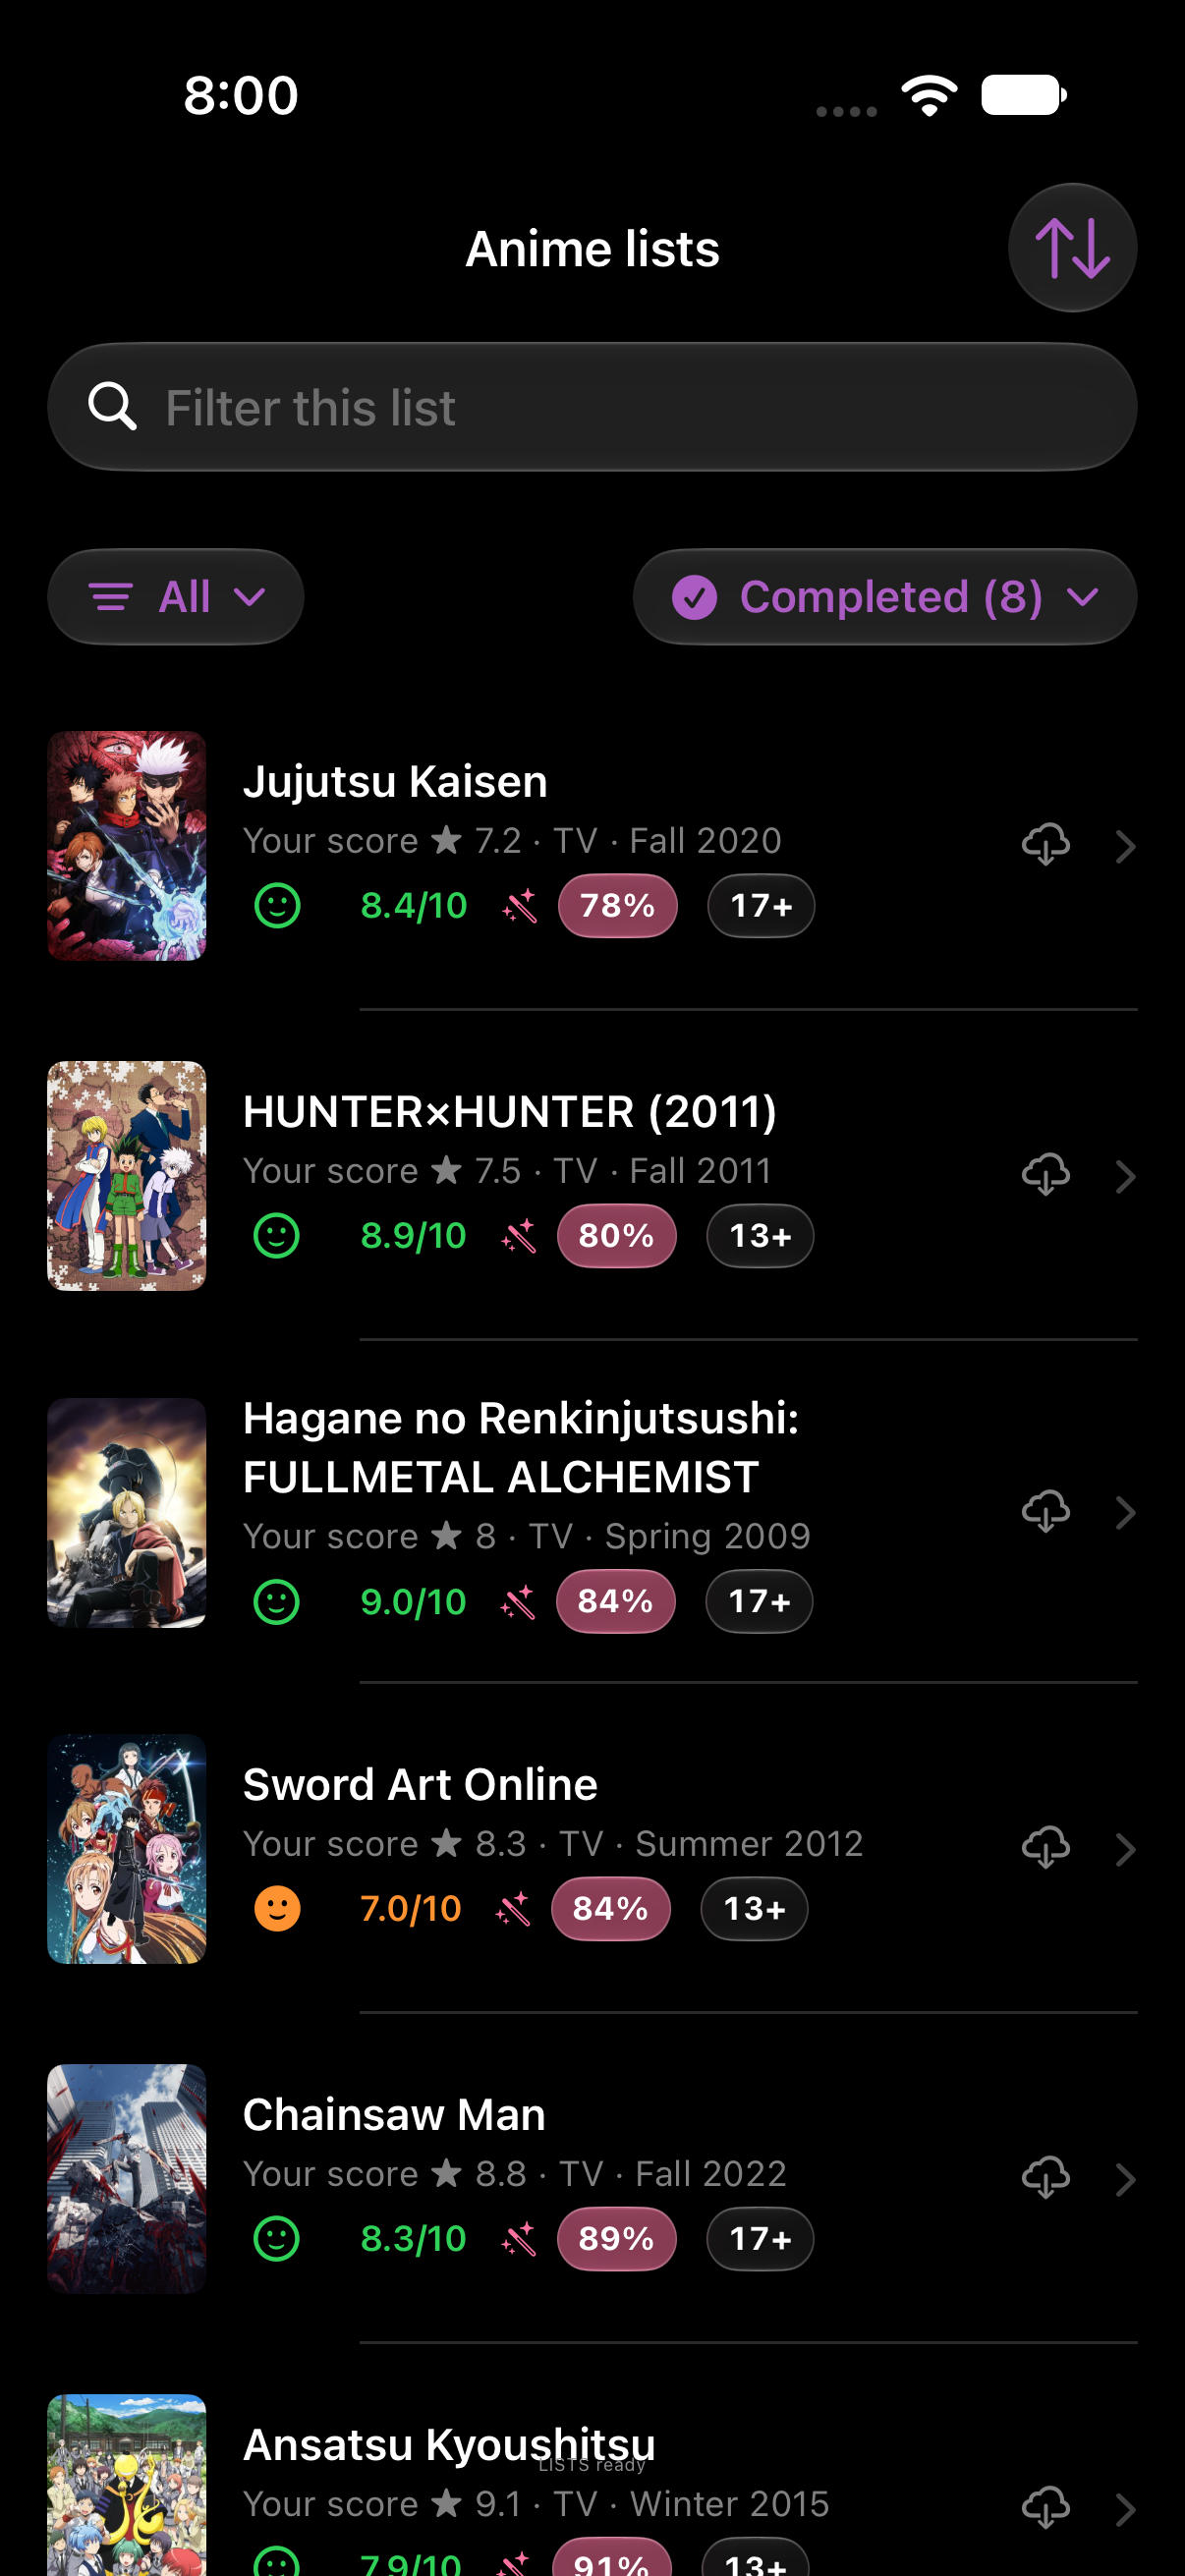 8:00
Anime lists
Filter this list
All
Completed (8)
Jujutsu Kaisen
Your score ★ 7.2 · TV · Fall 2020
8.4/10 78% 17+
HUNTER×HUNTER (2011)
Your score ★ 7.5 · TV · Fall 2011
8.9/10 80% 13+
Hagane no Renkinjutsushi:
FULLMETAL ALCHEMIST
Your score ★ 8 · TV · Spring 2009
9.0/10 84% 17+
Sword Art Online
Your score ★ 8.3 · TV · Summer 2012
7.0/10 84% 13+
Chainsaw Man
Your score ★ 8.8 · TV · Fall 2022
8.3/10 89% 17+
Ansatsu Kyoushitsu
LISTS ready
Your score ★ 9.1 · TV · Winter 2015
7.9/10 91% 13+